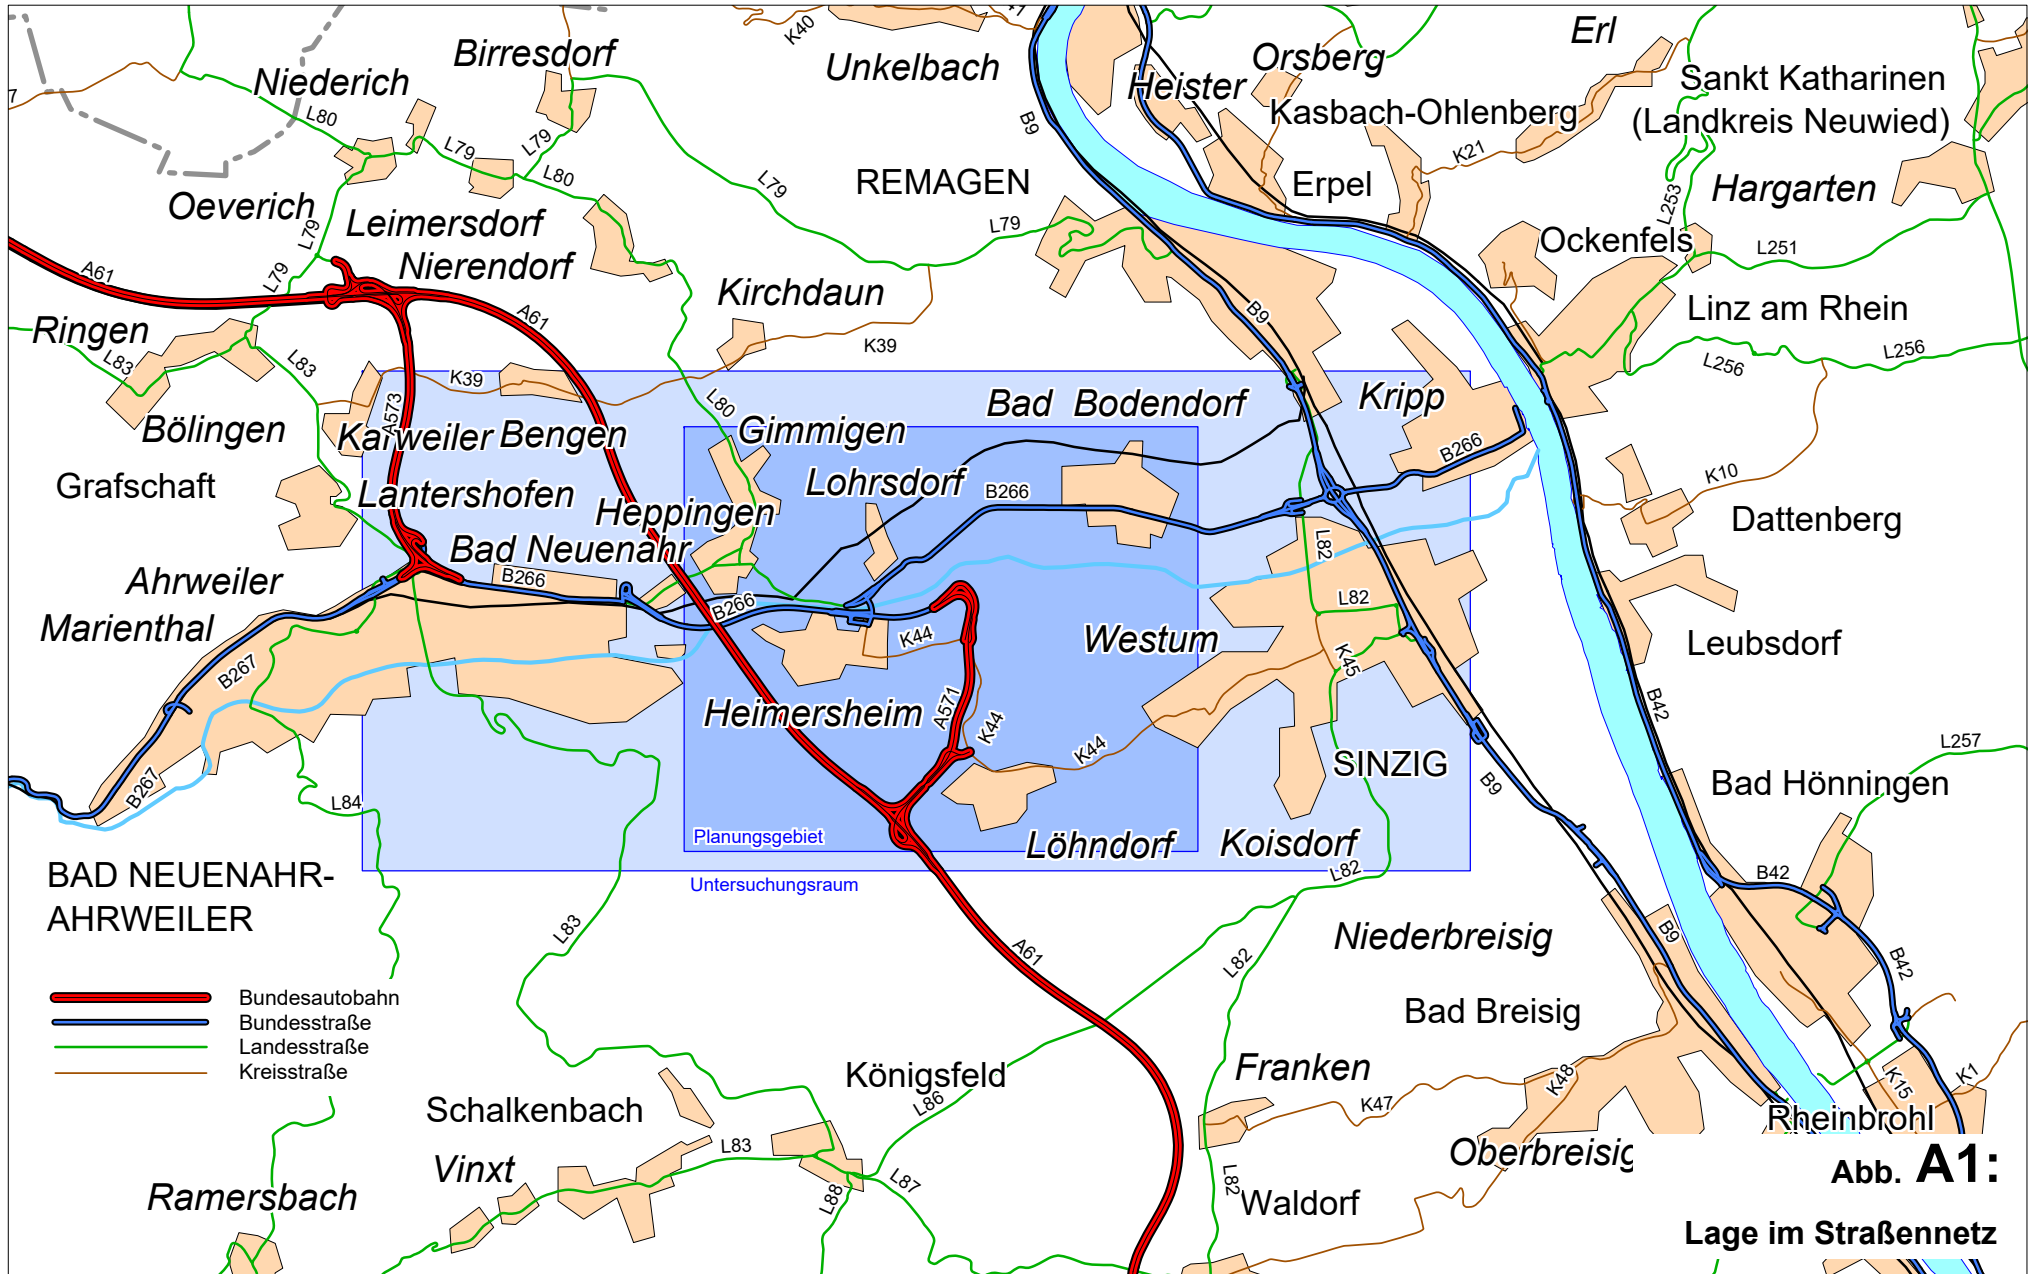 K40
41
Erl
Birresdorf
Unkelbach
Orsberg
Niederich
Heister
Sankt Katharinen
7
L80
B9
Kasbach-Ohlenberg
(Landkreis Neuwied)
L79
L79
L80
K21
REMAGEN
L79
Erpel
Hargarten
Oeverich
L253
Leimersdorf
L79
L79
Ockenfels
L251
Nierendorf
A61
L79
Kirchdaun
Linz am Rhein
A61
B9
Ringen
K39
L83
L83
L256
L256
K39
Bad Bodendorf
Kripp
L80
A573
Bölingen
Karweiler
Bengen
Gimmigen
B266
Grafschaft
Lohrsdorf
K10
Lantershofen
B266
Heppingen
Dattenberg
Bad Neuenahr
L82
Ahrweiler
B266
B266
L82
Marienthal
K44
Westum
Leubsdorf
B267
K45
Heimersheim
A571
B42
K44
K44
L257
SINZIG
B267
B9
Bad Hönningen
L84
Planungsgebiet
Löhndorf
Koisdorf
Untersuchungsraum
L82
B42
BAD NEUENAHR-
AHRWEILER
L83
Niederbreisig
B9
A61
L82
B42
Bundesautobahn
Bundesstraße
Landesstraße
Kreisstraße
Bad Breisig
Königsfeld
Franken
K48
K15
K1
L86
K47
Schalkenbach
Rheinbrohl
L83
Vinxt
Oberbreisig
L87
L82
L88
Ramersbach
Waldorf
Abb. A1:
Lage im Straßennetz